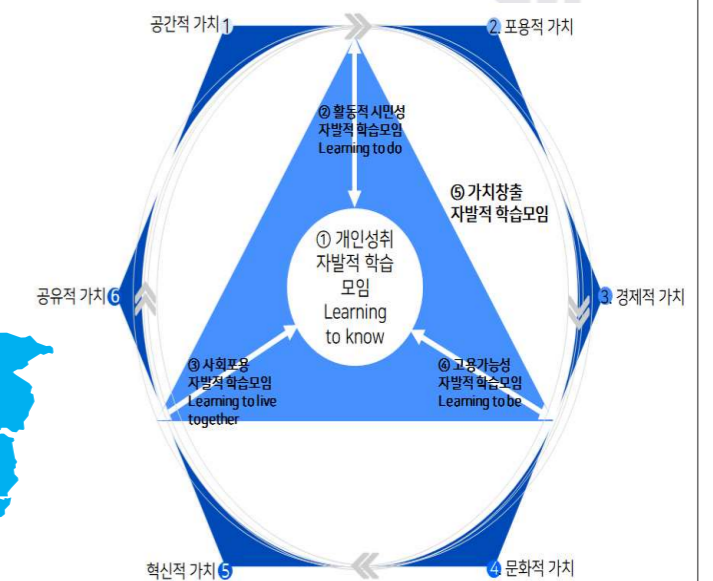 공간적 가치 1
2. 포용적 가치
② 활동적 시민성
자발적 학습모임
Learning to do
⑤ 가치창출
자발적 학습모임
① 개인성취
자발적 학습
모임
Learning
to know
공유적 가치 6
3. 경제적 가치
③ 사회포용
자발적 학습모임
Learning to live
together
④ 고용가능성
자발적 학습모임
Learning to be
혁신적 가치 5
4. 문화적 가치